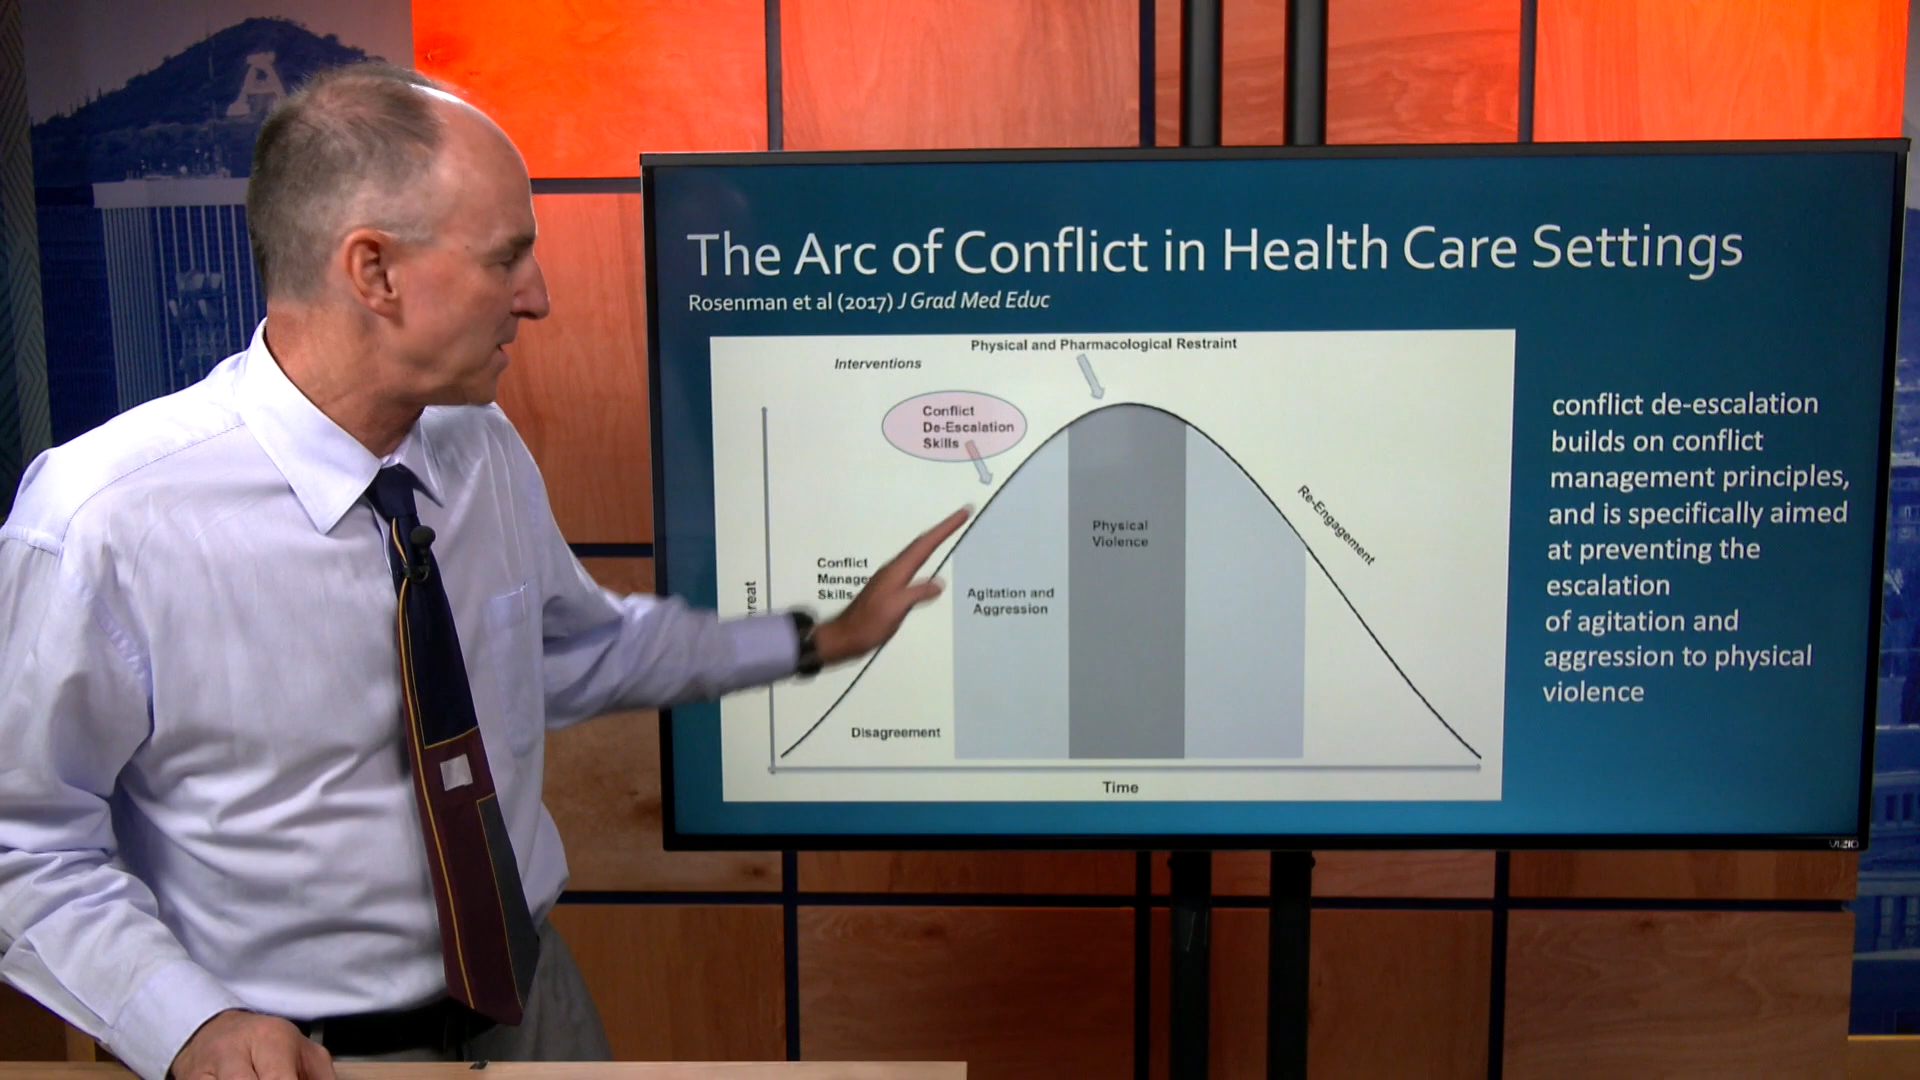 A
The Arc of Conflict in Health Care Settings
Rosenman et al (2017) J Grad Med Educ
Physical and Pharmacological Restraint
Interventions
Conflict
De-Escalation
Skills
Conflict
Skills
Physical
Violence
Agitation and
Aggression
Re-Engagement
Disagreement
Time
conflict de-escalation
builds on conflict
management principles,
and is specifically aimed
at preventing the
escalation
of agitation and
aggression to physical
violence
VIZIO